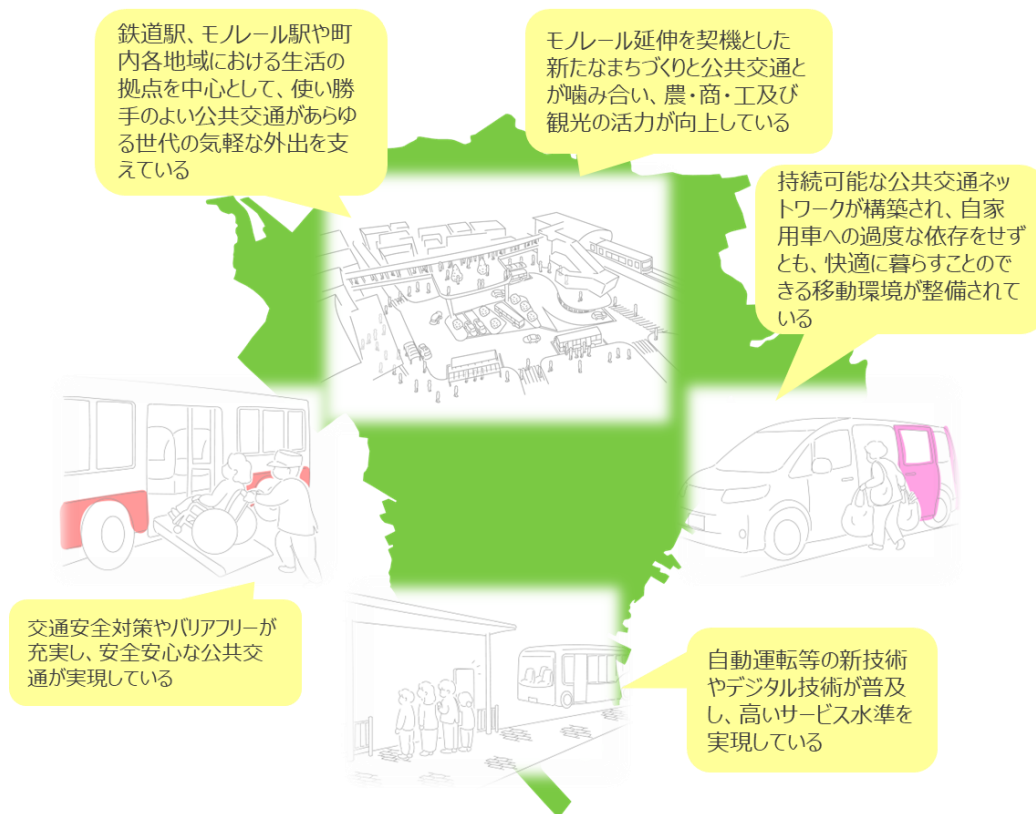 鉄道駅、モノレール駅や町
内各地域における生活の
拠点を中心として、使い勝
手のよい公共交通があらゆ
る世代の気軽な外出を支
えている
モノレール延伸を契機とした
新たなまちづくりと公共交通と
が噛み合い、農・商・工及び
観光の活力が向上している
持続可能な公共交通ネッ
トワークが構築され、自家
用車への過度な依存をせず
とも、快適に暮らすことので
きる移動環境が整備されて
いる
交通安全対策やバリアフリーが
充実し、安全安心な公共交
通が実現している
自動運転等の新技術
やデジタル技術が普及
し、高いサービス水準を
実現している